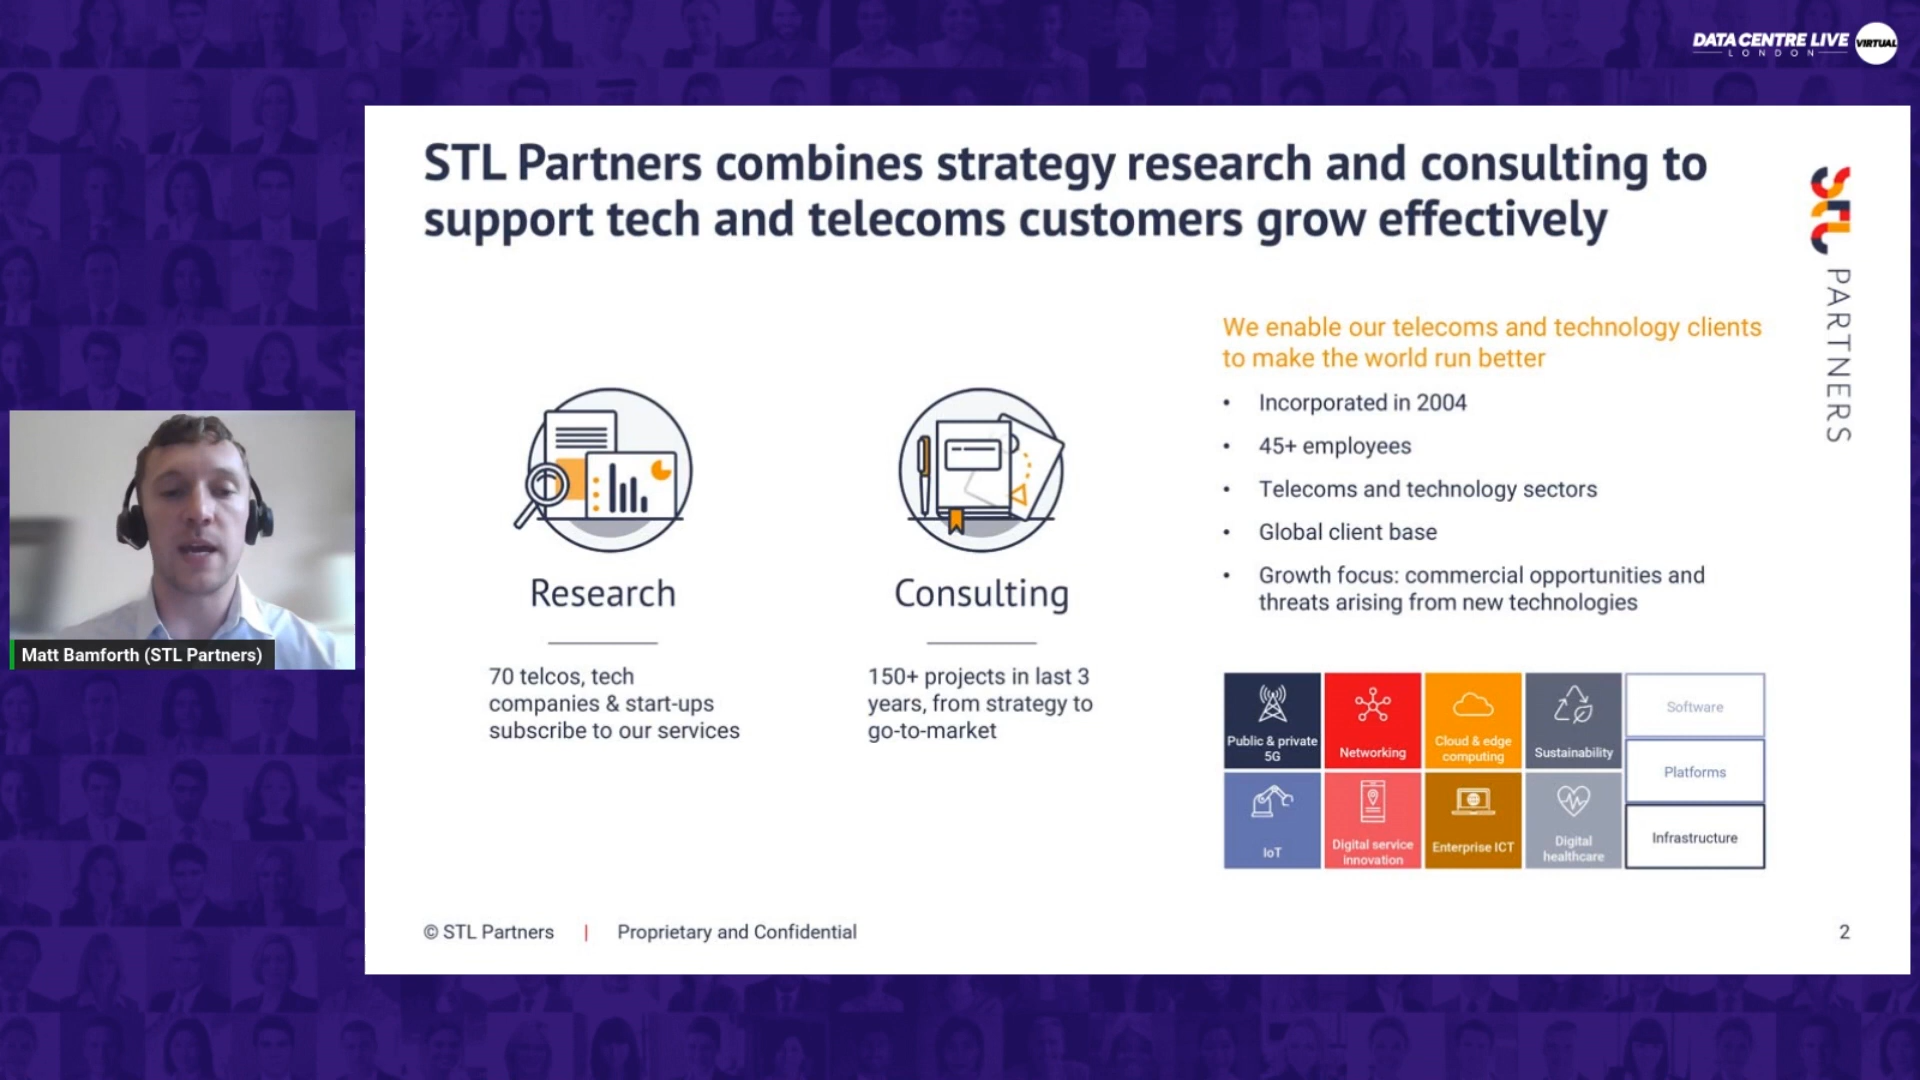 DATA CENTRE LIVE
LONDON
VIRTUAL
STL Partners combines strategy research and consulting to
support tech and telecoms customers grow effectively
STL
PARTNERS
Matt Bamforth (STL Partners)
Research
70 telcos, tech
companies & start-ups
subscribe to our services
Consulting
150+ projects in last 3
years, from strategy to
go-to-market
We enable our telecoms and technology clients
to make the world run better
• Incorporated in 2004
• 45+ employees
• Telecoms and technology sectors
• Global client base
• Growth focus: commercial opportunities and
threats arising from new technologies
Public & private
5G
Networking
Cloud & edge
computing
Sustainability
IoT
Digital service
innovation
Enterprise ICT
Digital
healthcare
Software
Platforms
Infrastructure
© STL Partners | Proprietary and Confidential
2